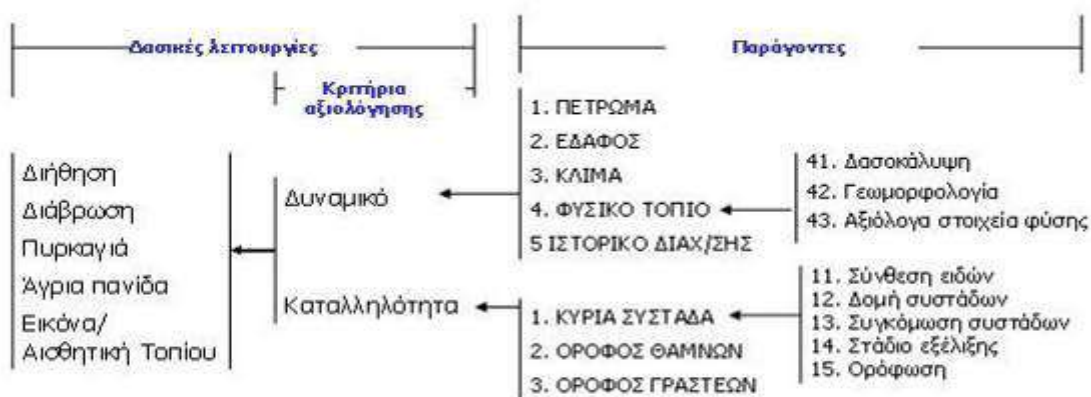 Δασικές λειτουργίες
Παράγοντες
Κριτήρια
αξιολόγησης
Διήθηση
Διάβρωση
Πυρκαγιά
Άγρια πανίδα
Εικόνα/
Αισθητική Τοπίου
Δυναμικό
Καταλληλότητα
1. ΠΕΤΡΩΜΑ
2. ΕΔΑΦΟΣ
3. ΚΛΙΜΑ
4. ΦΥΣΙΚΟ ΤΟΠΙΟ
5 ΙΣΤΟΡΙΚΟ ΔΙΑΧ/ΣΗΣ
41. Δασοκάλυψη
42. Γεωμορφολογία
43. Αξιόλογα στοιχεία φύσης
1. ΚΥΡΙΑ ΣΥΣΤΑΔΑ
2. ΟΡΟΦΟΣ ΘΑΜΝΩΝ
3. ΟΡΟΦΟΣ ΓΡΑΣΤΕΩΝ
11. Σύνθεση ειδών
12. Δομή συστάδων
13. Συγκόμωση συστάδων
14. Στάδιο εξέλιξης
15. Ορόφωση